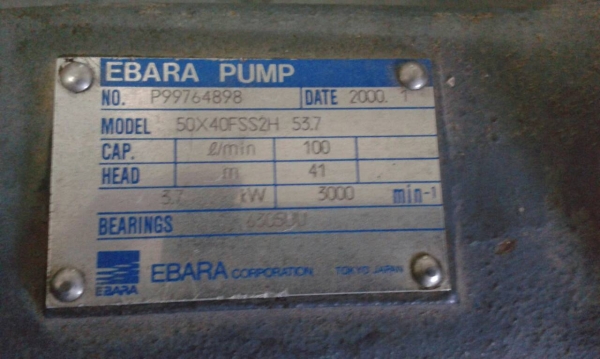 EBARA PUMP
NO. P99764898 DATE 2000. 1
MODEL 50X40FSS2H 53.7
CAP. ℓ/min 100
HEAD m 41
3.7 kW 3000 min-1
BEARINGS 6305UU
EBARA EBARA CORPORATION TOKYO JAPAN